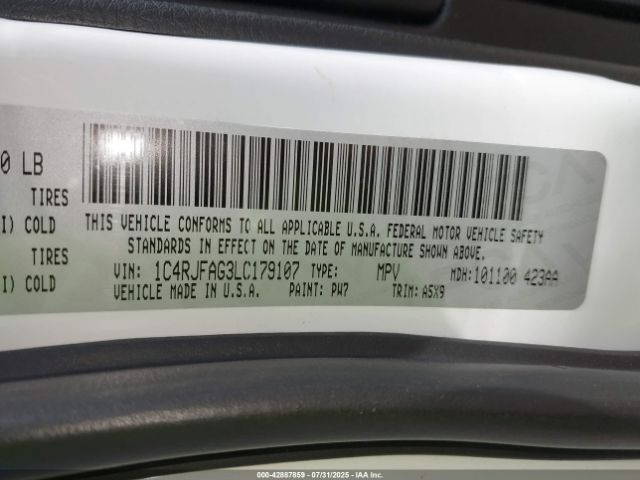 0 LB
TIRES
I) COLD
TIRES
I) COLD
THIS VEHICLE CONFORMS TO ALL APPLICABLE U.S.A. FEDERAL MOTOR VEHICLE SAFETY
STANDARDS IN EFFECT ON THE DATE OF MANUFACTURE SHOWN ABOVE.
VIN: 1C4RJFAG3LC179107 TYPE: MPV MDH:101100 423AA
VEHICLE MADE IN U.S.A. PAINT: PW7 TRIM: A5X9
000-42887859 | 07/31/2025 - IAA Inc.